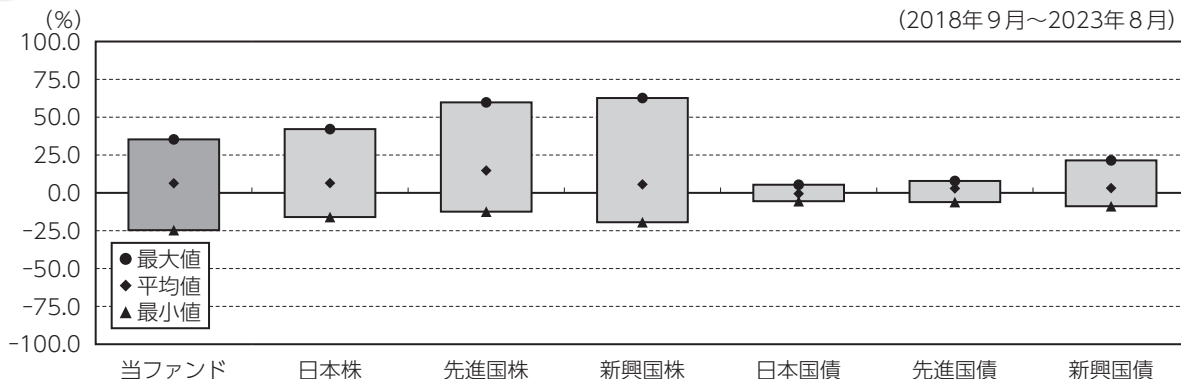 (%)
(2018年9月～2023年8月)
100.0
75.0
50.0
25.0
0.0
-25.0
-50.0
-75.0
-100.0
●最大値
◆平均値
▲最小値
当ファンド 日本株 先進国株 新興国株 日本国債 先進国債 新興国債